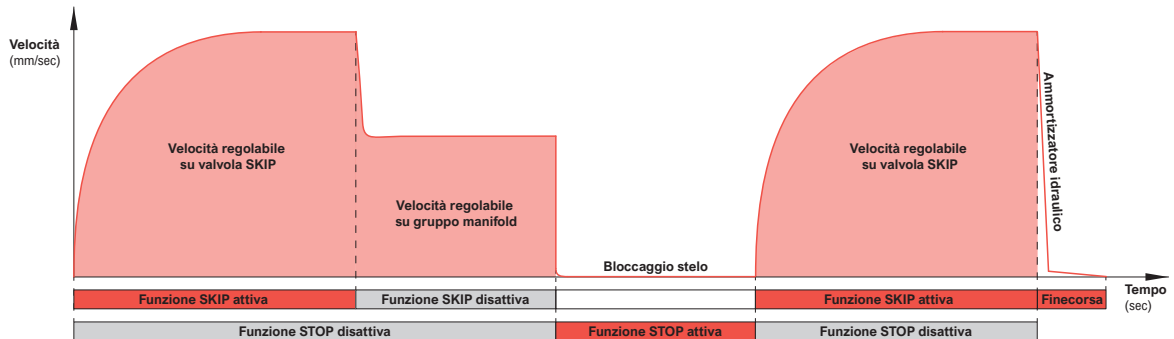 Velocità
(mm/sec)
Velocità regolabile
su valvola SKIP
Velocità regolabile
su gruppo manifold
Bloccaggio stelo
Velocità regolabile
su valvola SKIP
Ammortizzatore idraulico
Tempo
(sec)
Funzione SKIP attiva
Funzione SKIP disattiva
Funzione SKIP attiva
Finecorsa
Funzione STOP disattiva
Funzione STOP attiva
Funzione STOP disattiva